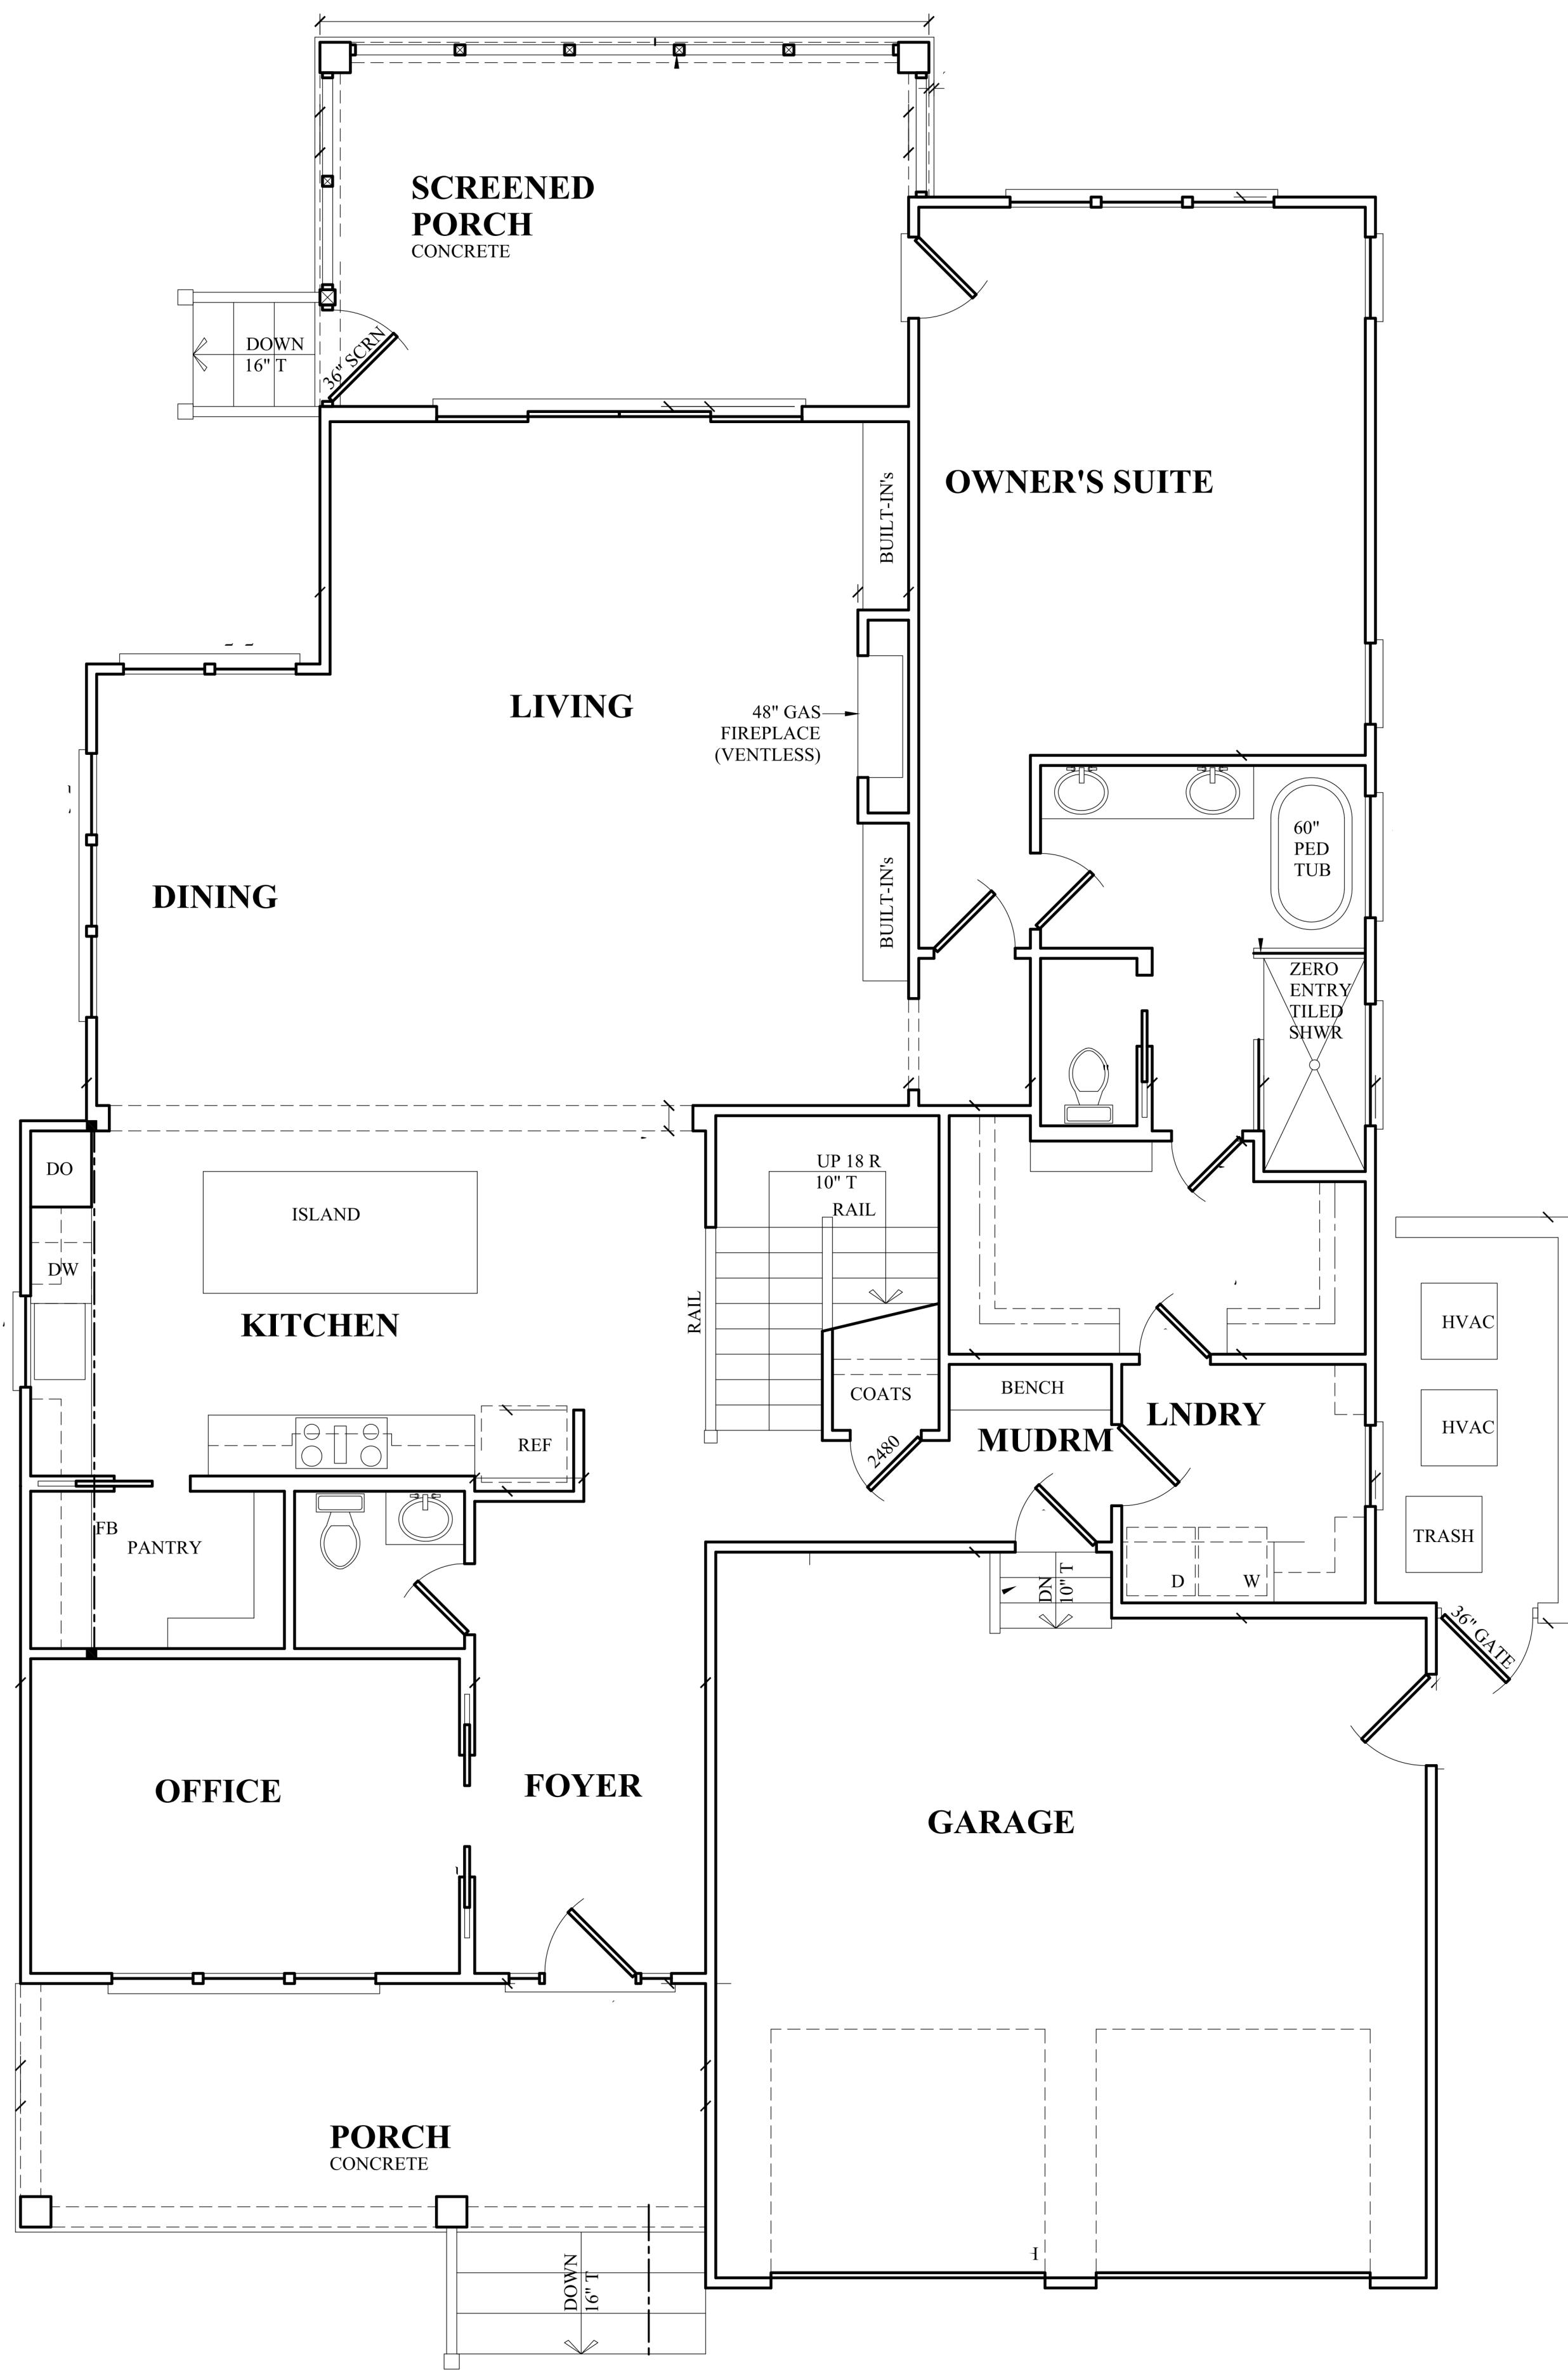 SCREENED
PORCH
CONCRETE
DOWN
16" T
36" SCRN
OWNER'S SUITE
BUILT-IN's
LIVING
48" GAS
FIREPLACE
(VENTLESS)
60"
PED
TUB
DINING
BUILT-IN's
ZERO
ENTRY
TILED
SHWR
DO
UP 18 R
10" T
RAIL
ISLAND
DW
KITCHEN
RAIL
HVAC
COATS
BENCH
LNDRY
HVAC
MUDRM
REF
2480
FB
PANTRY
TRASH
D
W
DN
10" T
36" GATE
OFFICE
FOYER
GARAGE
PORCH
CONCRETE
DOWN
16" T